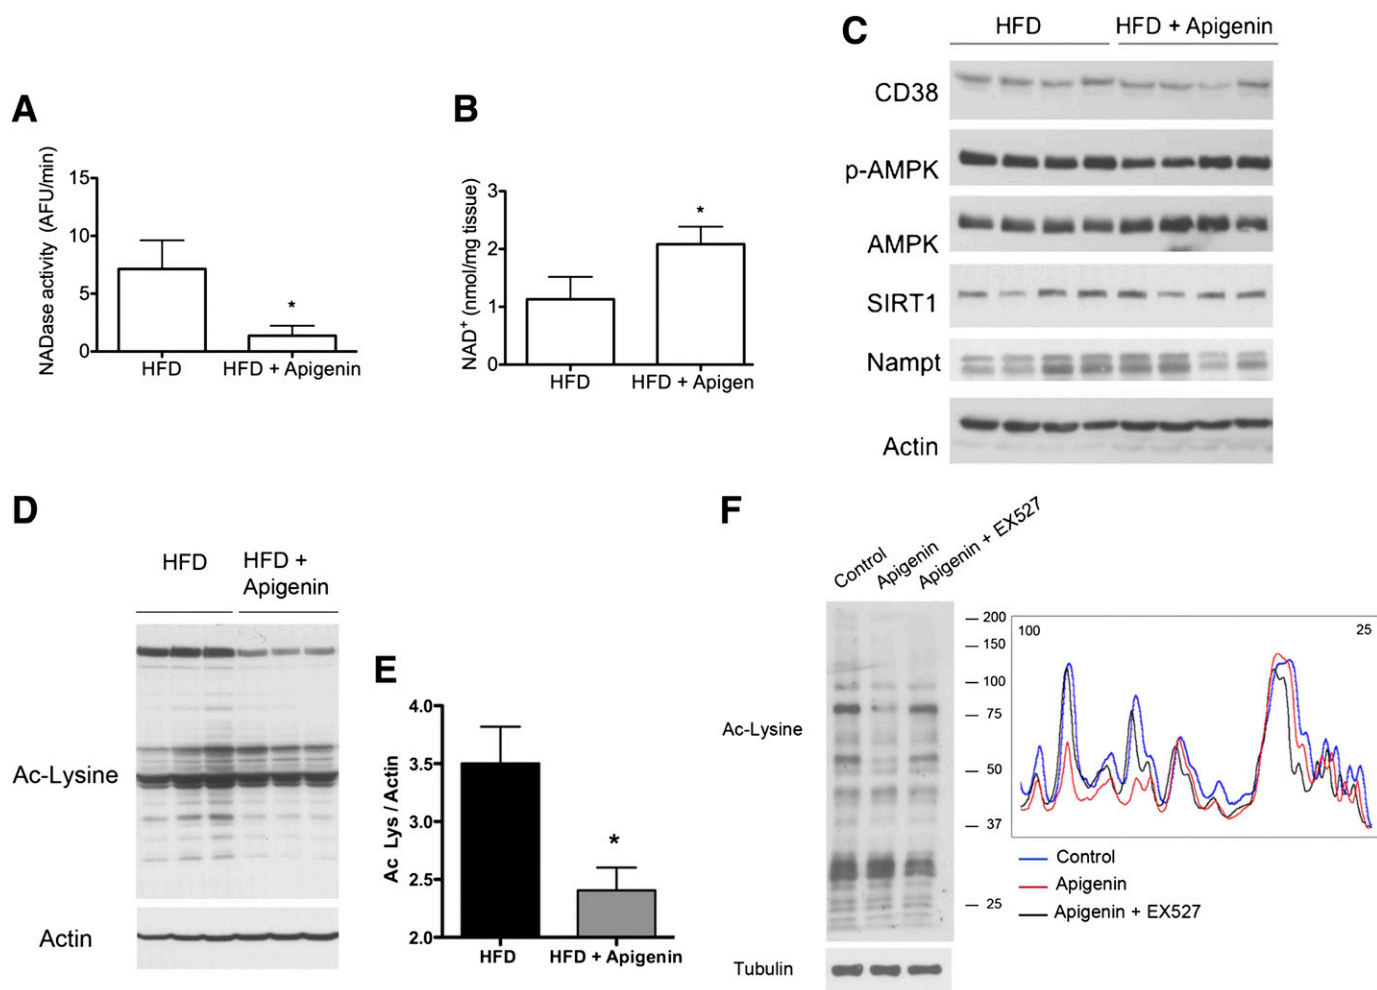 A
NADase activity (AFU/min)
15
10
5
0
*
HFD
HFD + Apigenin
B
NAD+ (nmol/mg tissue)
3
2
1
0
*
HFD
HFD + Apigen
C
HFD
HFD + Apigenin
CD38
p-AMPK
AMPK
SIRT1
Nampt
Actin
D
HFD
HFD +
Apigenin
Ac-Lysine
Actin
E
Ac Lys / Actin
4.0
3.5
3.0
2.5
2.0
*
HFD
HFD + Apigenin
F
Control
Apigenin
Apigenin + EX527
Ac-Lysine
Tubulin
— 200
— 150
— 100
— 75
— 50
— 37
— 25
100
25
Control
Apigenin
Apigenin + EX527